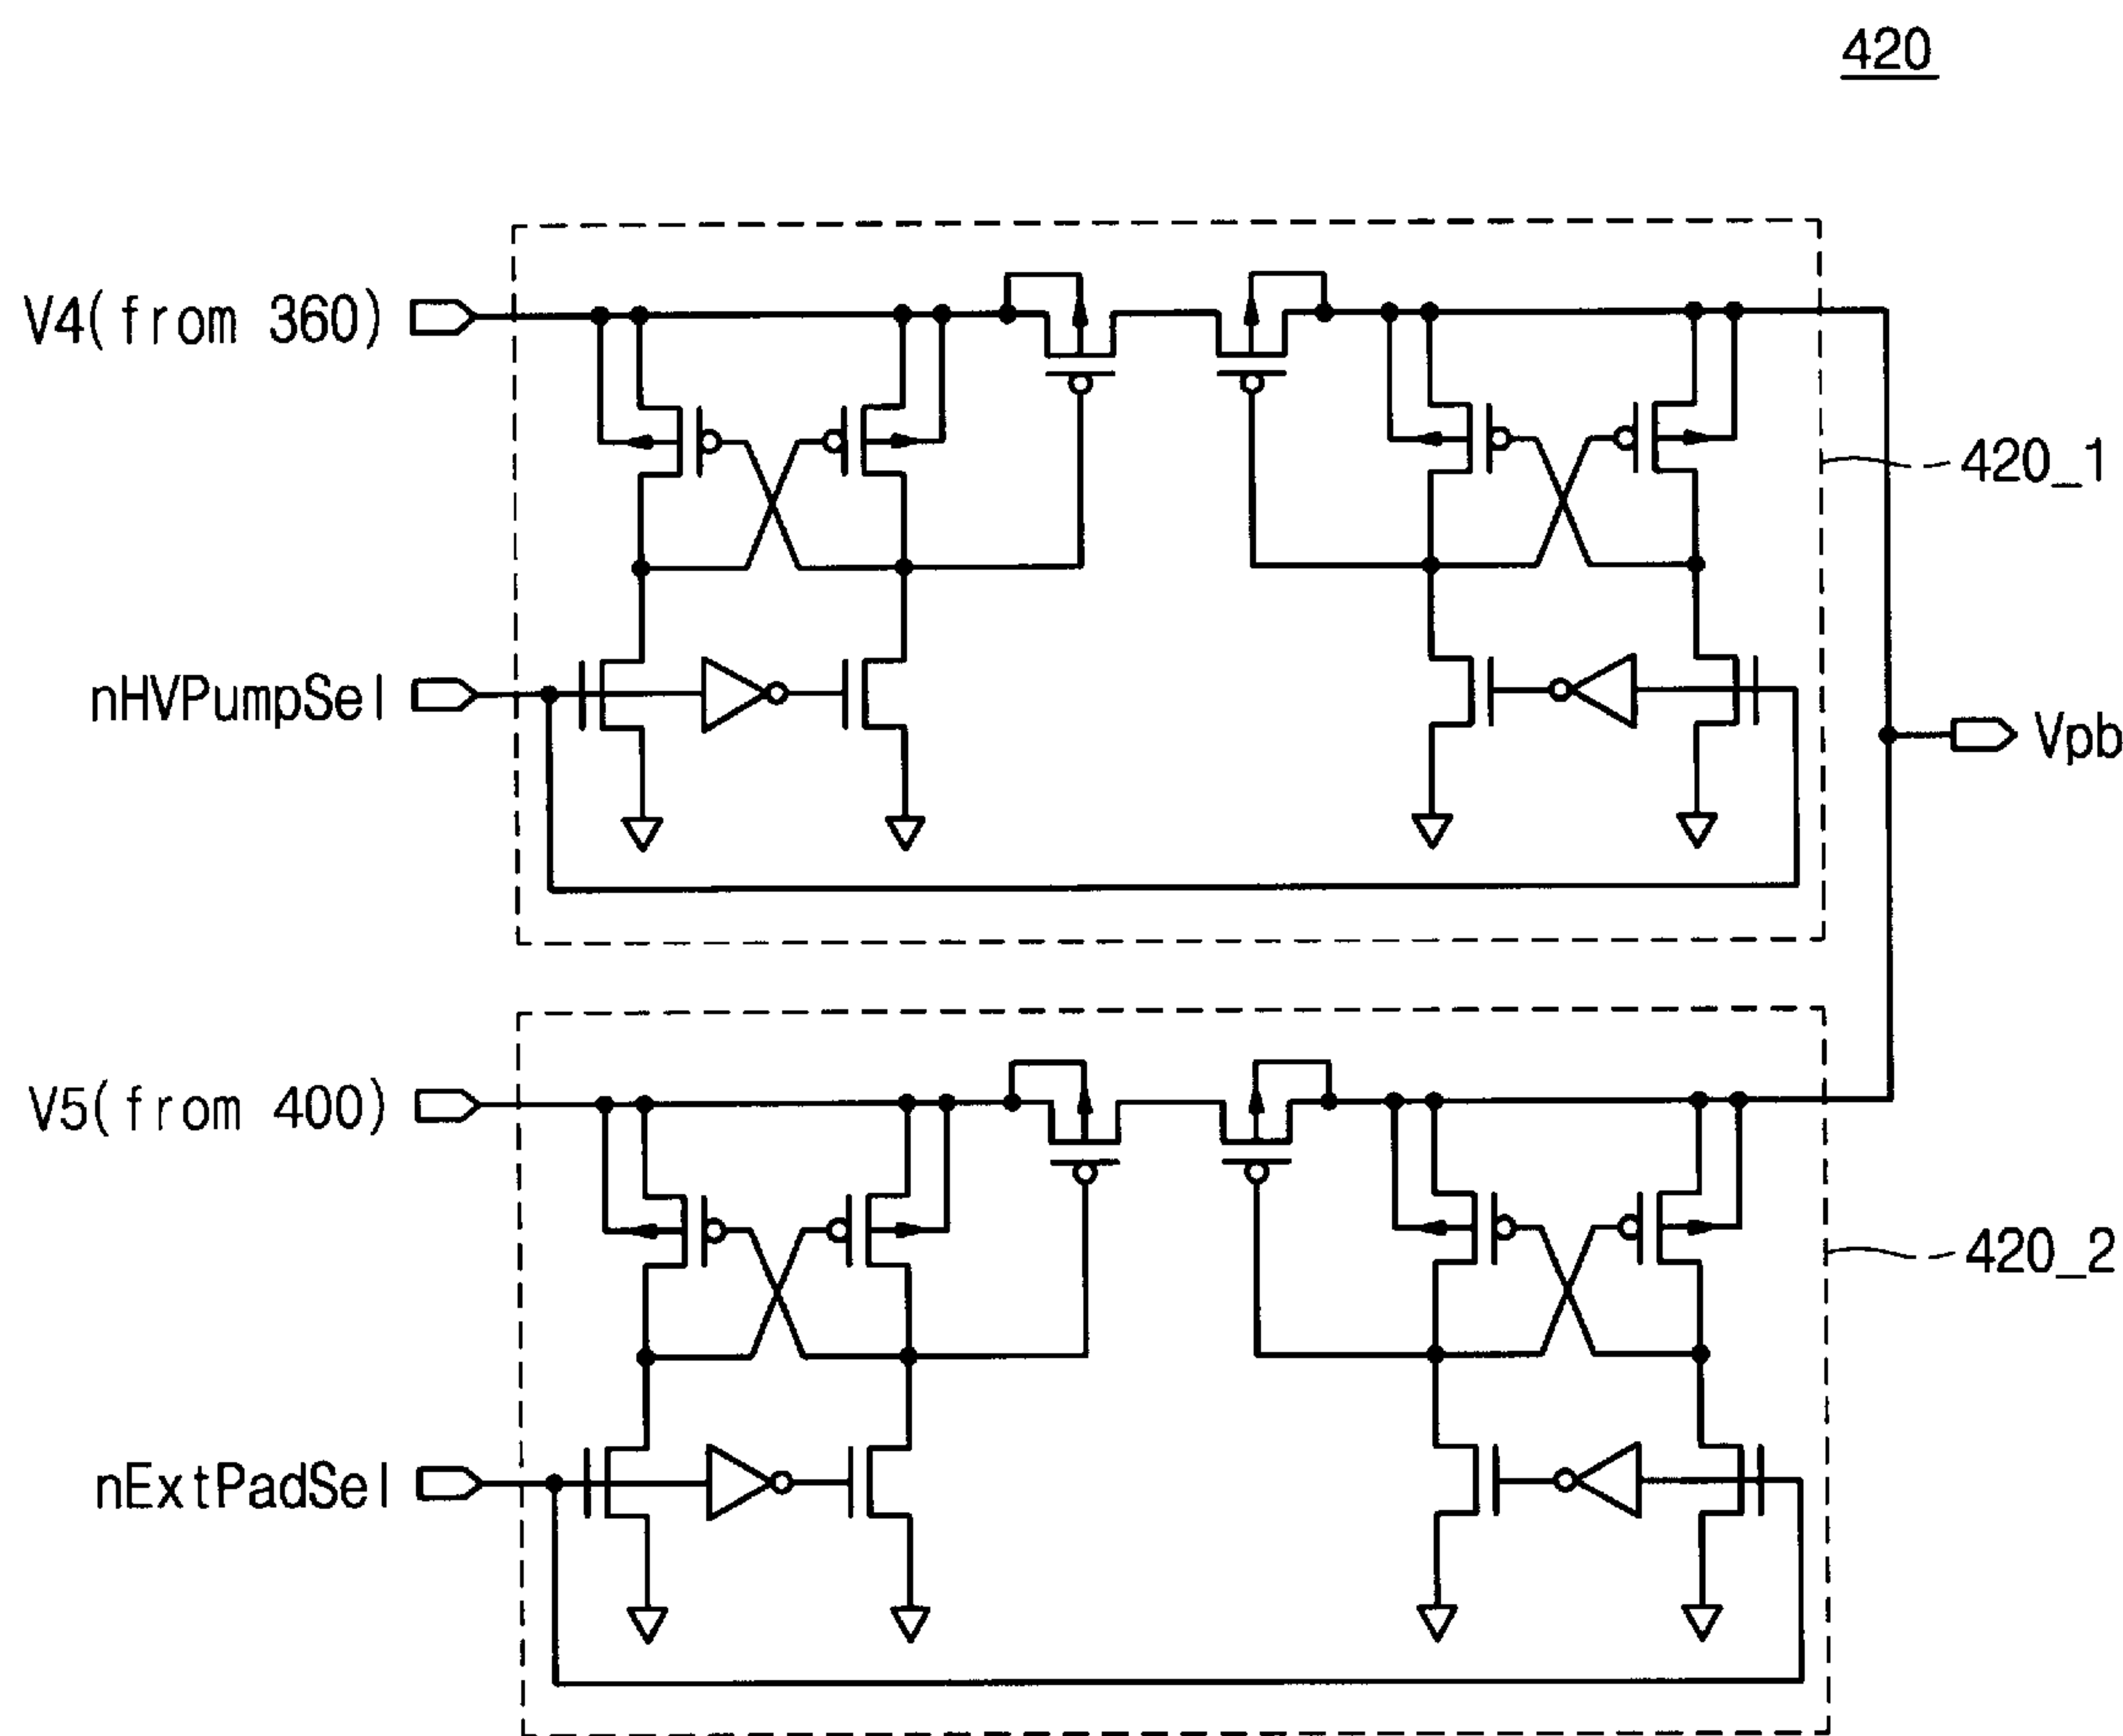 420
V4(from 360)
420_1
nHVPumpSel
Vpb
V5(from 400)
420_2
nExtPadSel